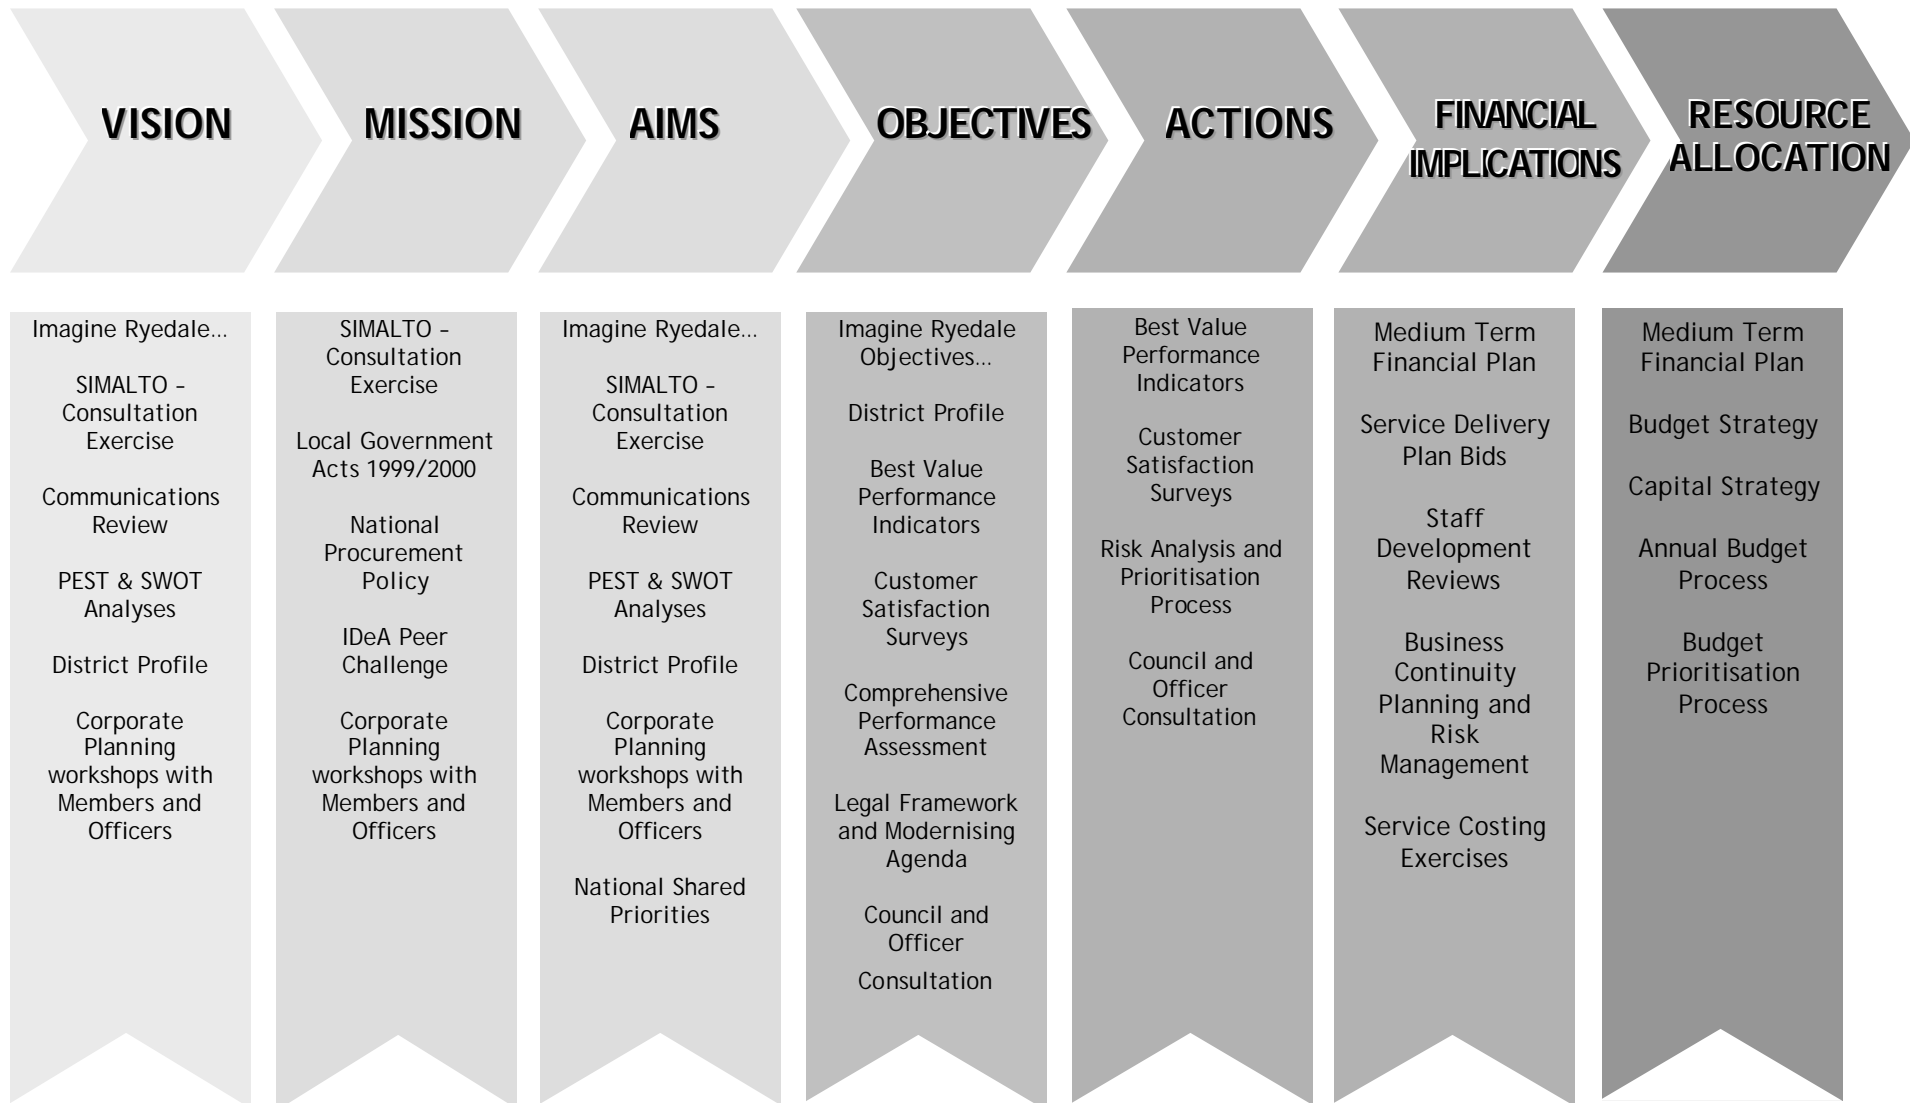 VISION
MISSION
AIMS
OBJECTIVES
ACTIONS
FINANCIAL
IMPLICATIONS
RESOURCE
ALLOCATION
Imagine Ryedale…
SIMALTO –
Consultation
Exercise
Communications
Review
PEST & SWOT
Analyses
District Profile
Corporate
Planning
workshops with
Members and
Officers
SIMALTO –
Consultation
Exercise
Local Government
Acts 1999/2000
National
Procurement
Policy
IDeA Peer
Challenge
Corporate
Planning
workshops with
Members and
Officers
Imagine Ryedale…
SIMALTO –
Consultation
Exercise
Communications
Review
PEST & SWOT
Analyses
District Profile
Corporate
Planning
workshops with
Members and
Officers
National Shared
Priorities
Imagine Ryedale
Objectives…
District Profile
Best Value
Performance
Indicators
Customer
Satisfaction
Surveys
Comprehensive
Performance
Assessment
Legal Framework
and Modernising
Agenda
Council and
Officer
Consultation
Best Value
Performance
Indicators
Customer
Satisfaction
Surveys
Risk Analysis and
Prioritisation
Process
Council and
Officer
Consultation
Medium Term
Financial Plan
Service Delivery
Plan Bids
Staff
Development
Reviews
Business
Continuity
Planning and
Risk
Management
Service Costing
Exercises
Medium Term
Financial Plan
Budget Strategy
Capital Strategy
Annual Budget
Process
Budget
Prioritisation
Process